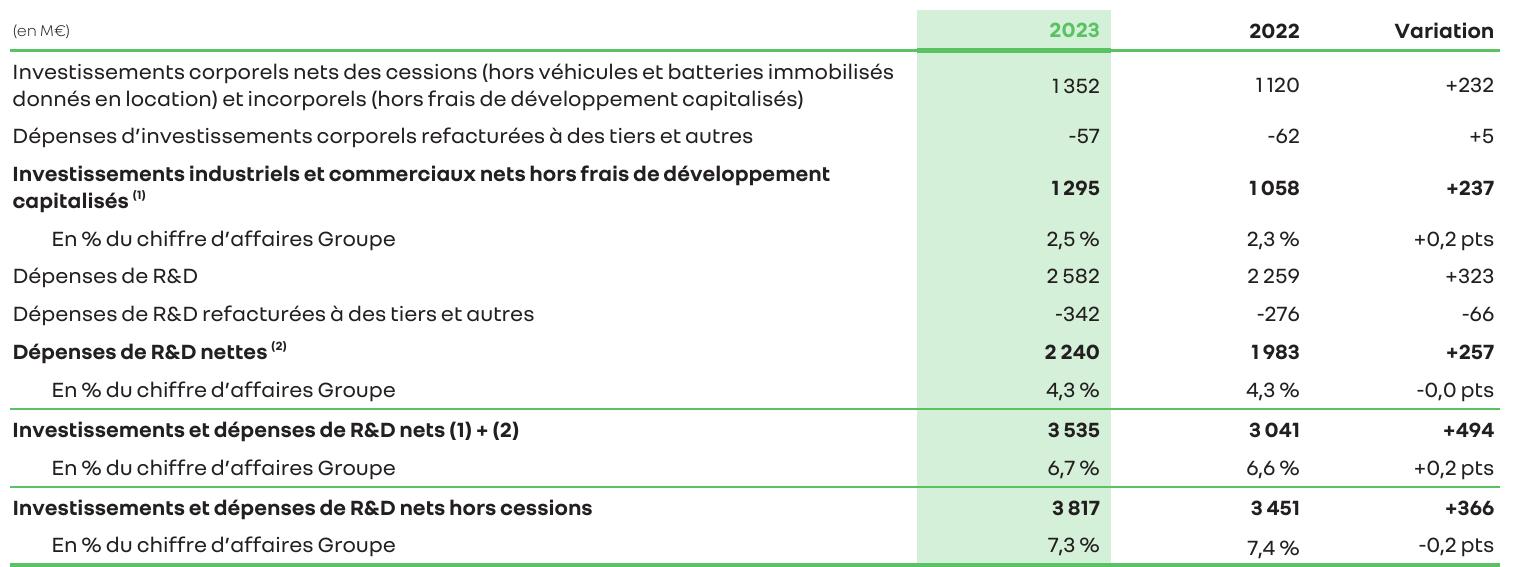 (en M€) 2023 2022 Variation
Investissements corporels nets des cessions (hors véhicules et batteries immobilisés
donnés en location) et incorporels (hors frais de développement capitalisés) 1 352 1 120 +232
Dépenses d’investissements corporels refacturées à des tiers et autres -57 -62 +5
Investissements industriels et commerciaux nets hors frais de développement
capitalisés (1) 1 295 1 058 +237
En % du chiffre d’affaires Groupe 2,5 % 2,3 % +0,2 pts
Dépenses de R&D 2 582 2 259 +323
Dépenses de R&D refacturées à des tiers et autres -342 -276 -66
Dépenses de R&D nettes (2) 2 240 1 983 +257
En % du chiffre d’affaires Groupe 4,3 % 4,3 % -0,0 pts
Investissements et dépenses de R&D nets (1) + (2) 3 535 3 041 +494
En % du chiffre d’affaires Groupe 6,7 % 6,6 % +0,2 pts
Investissements et dépenses de R&D nets hors cessions 3 817 3 451 +366
En % du chiffre d’affaires Groupe 7,3 % 7,4 % -0,2 pts